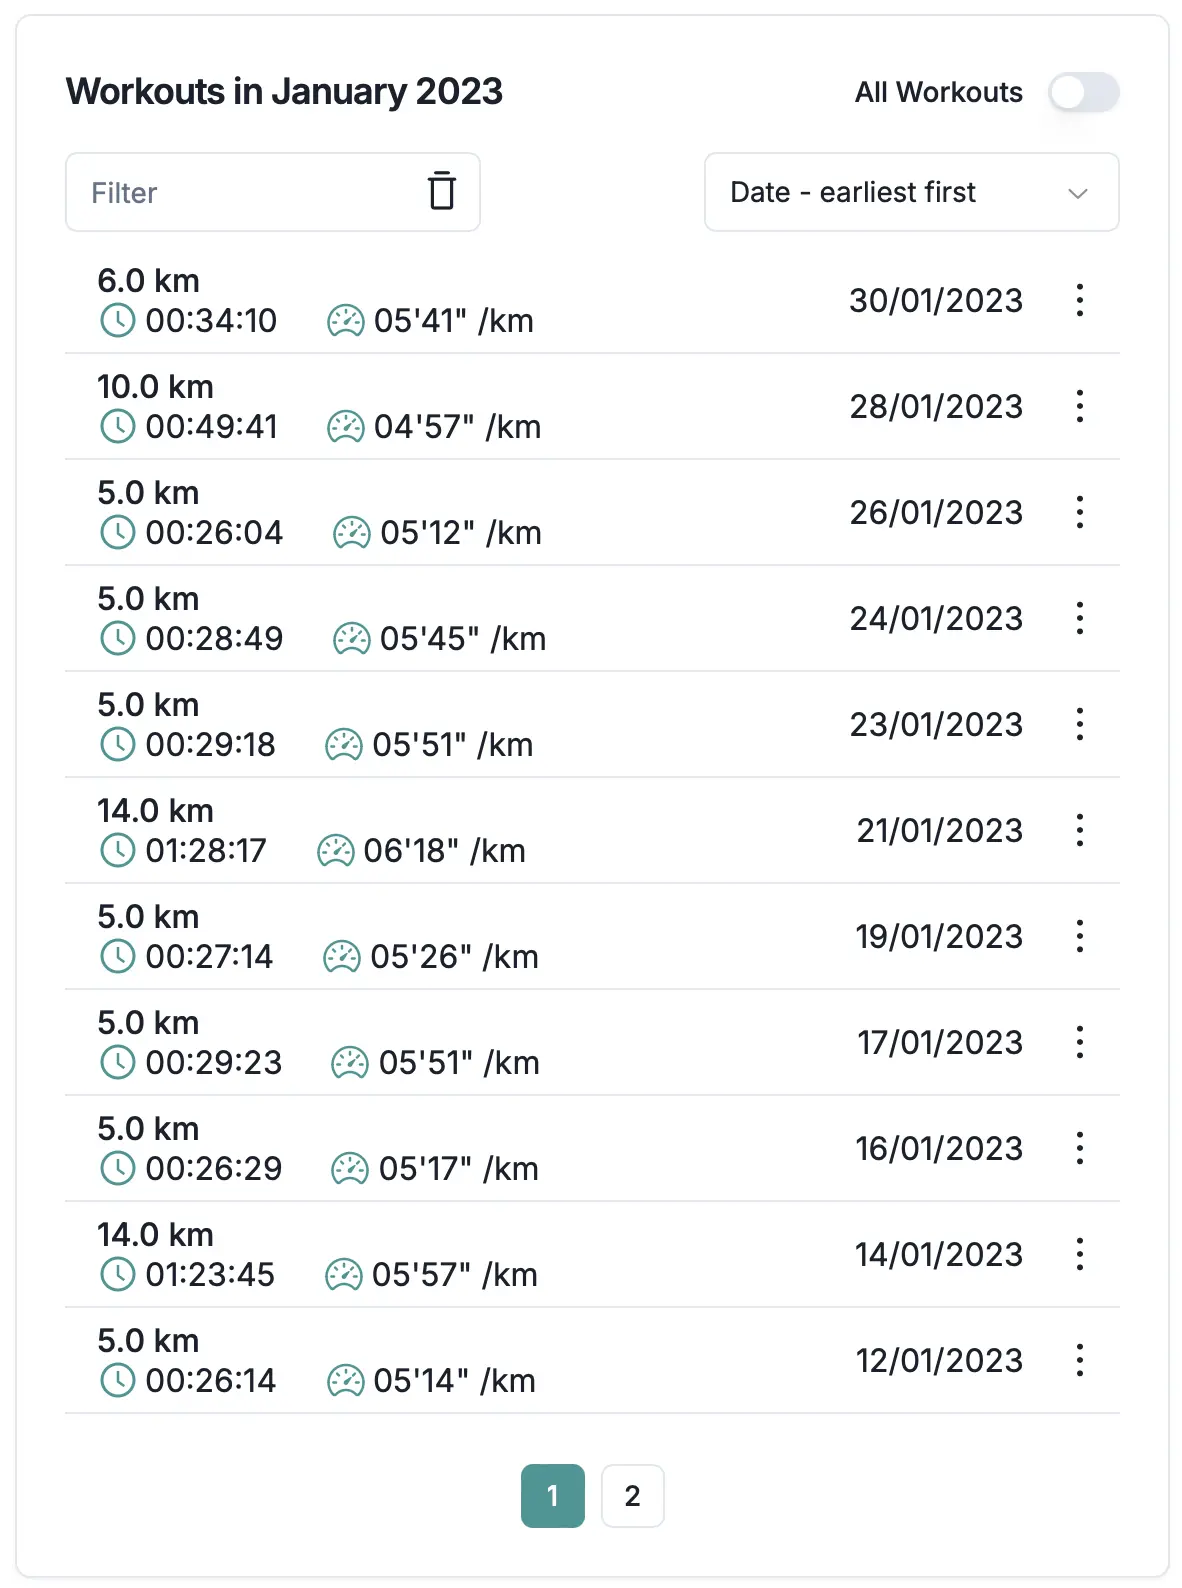 Workouts in January 2023
All Workouts
Filter
Date - earliest first
6.0 km
00:34:10 05'41" /km
30/01/2023
10.0 km
00:49:41 04'57" /km
28/01/2023
5.0 km
00:26:04 05'12" /km
26/01/2023
5.0 km
00:28:49 05'45" /km
24/01/2023
5.0 km
00:29:18 05'51" /km
23/01/2023
14.0 km
01:28:17 06'18" /km
21/01/2023
5.0 km
00:27:14 05'26" /km
19/01/2023
5.0 km
00:29:23 05'51" /km
17/01/2023
5.0 km
00:26:29 05'17" /km
16/01/2023
14.0 km
01:23:45 05'57" /km
14/01/2023
5.0 km
00:26:14 05'14" /km
12/01/2023
1 2